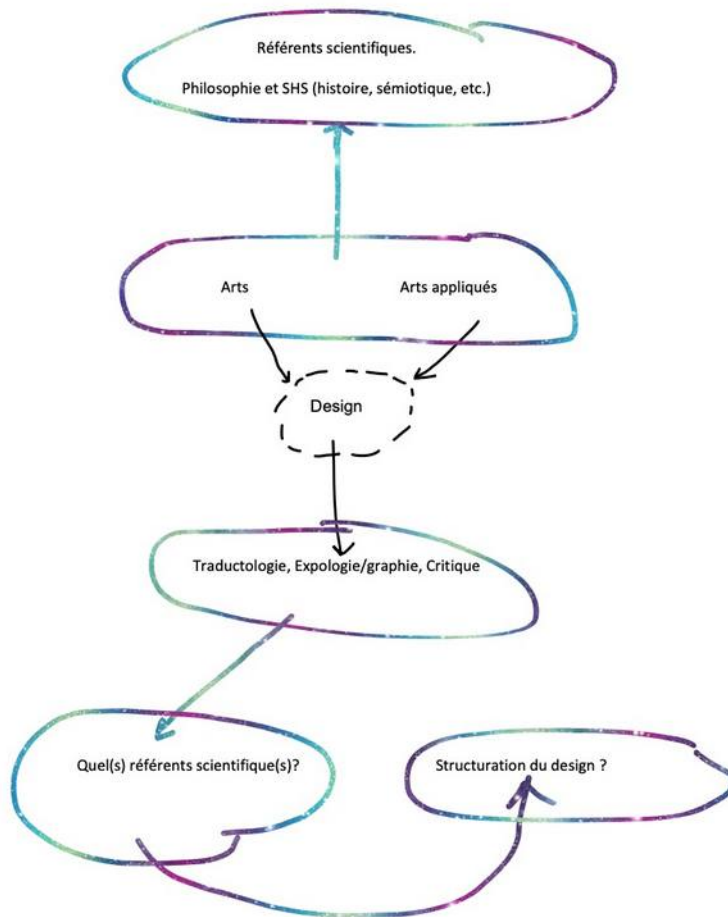 Référents scientifiques.
Philosophie et SHS (histoire, sémiotique, etc.)
Arts
Arts appliqués
Design
Traductologie, Expologie/graphie, Critique
Quel(s) référents scientifique(s)?
Structuration du design ?